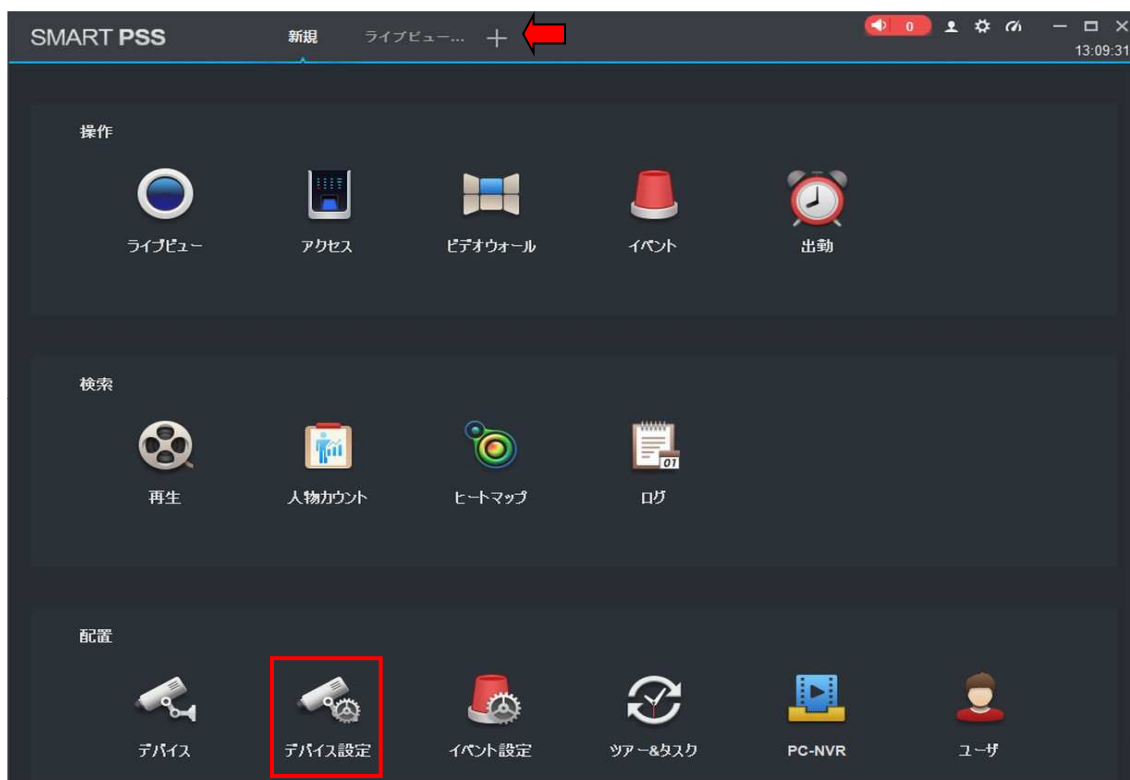 SMART PSS 新規 ライブビュー... 0
13:09:31
操作
ライブビュー アクセス ビデオウォール イベント 出勤
検索
再生 人物カウント ヒートマップ ログ
01
配置
デバイス デバイス設定 イベント設定 ツアー&タスク PC-NVR ユーザ